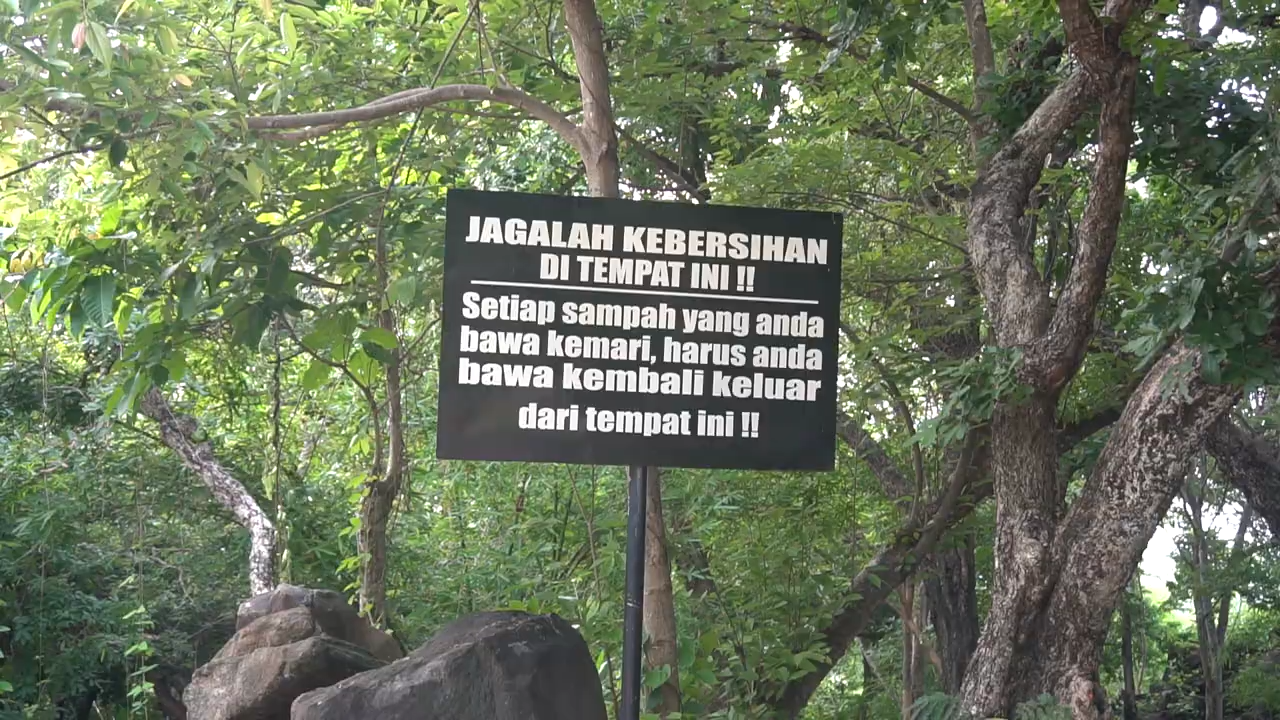 JAGALAH KEBERSIHAN
DI TEMPAT INI !!
Setiap sampah yang anda
bawa kemari, harus anda
bawa kembali keluar
dari tempat ini !!